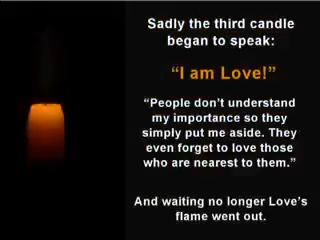 Sadly the third candle
began to speak:
“I am Love!”
“People don’t understand
my importance so they
simply put me aside. They
even forget to love those
who are nearest to them.”
And waiting no longer Love’s
flame went out.